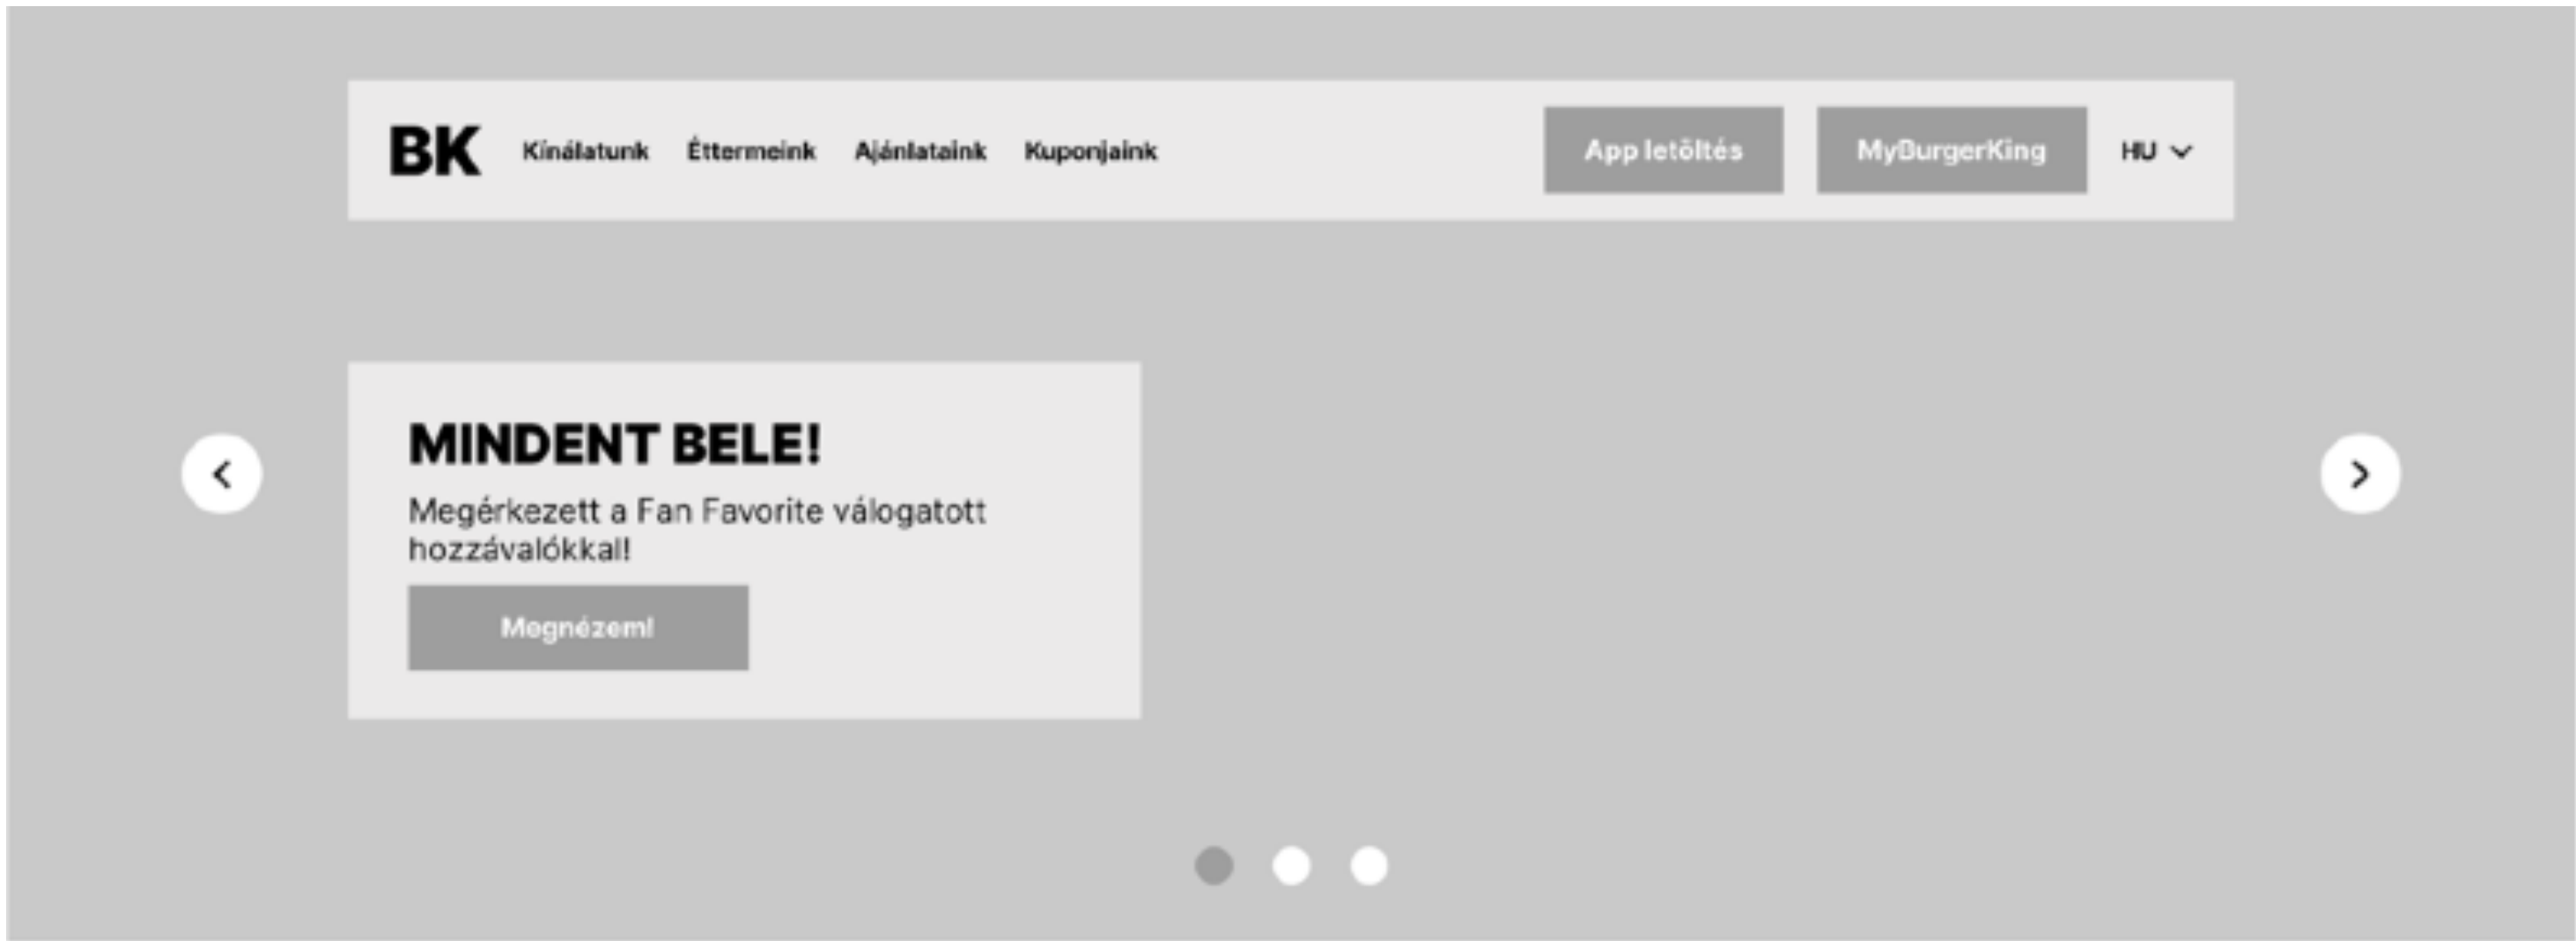 BK Kínálatunk Éttermeink Ajánlataink Kuponjaink App letöltés MyBurgerKing HU
MINDENT BELE!
Megérkezett a Fan Favorite válogatott
hozzávalókkal!
Megnézem!